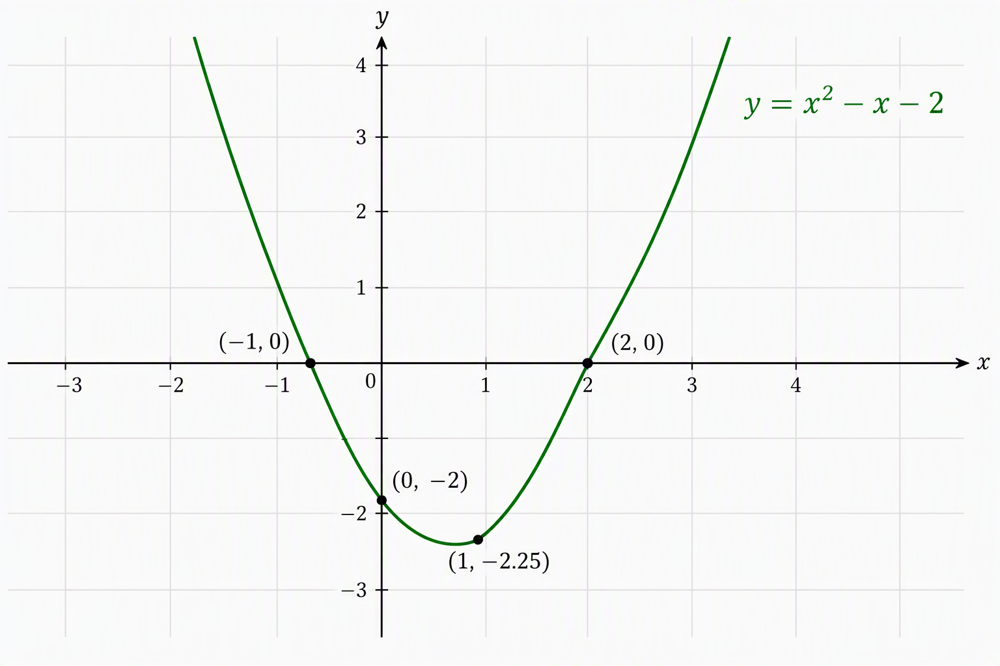 y
4
y = x² − x − 2
3
2
1
(−1, 0)
(2, 0)
x
−3 −2 −1 0 1 2 3 4
(0, −2)
−2
(1, −2.25)
−3